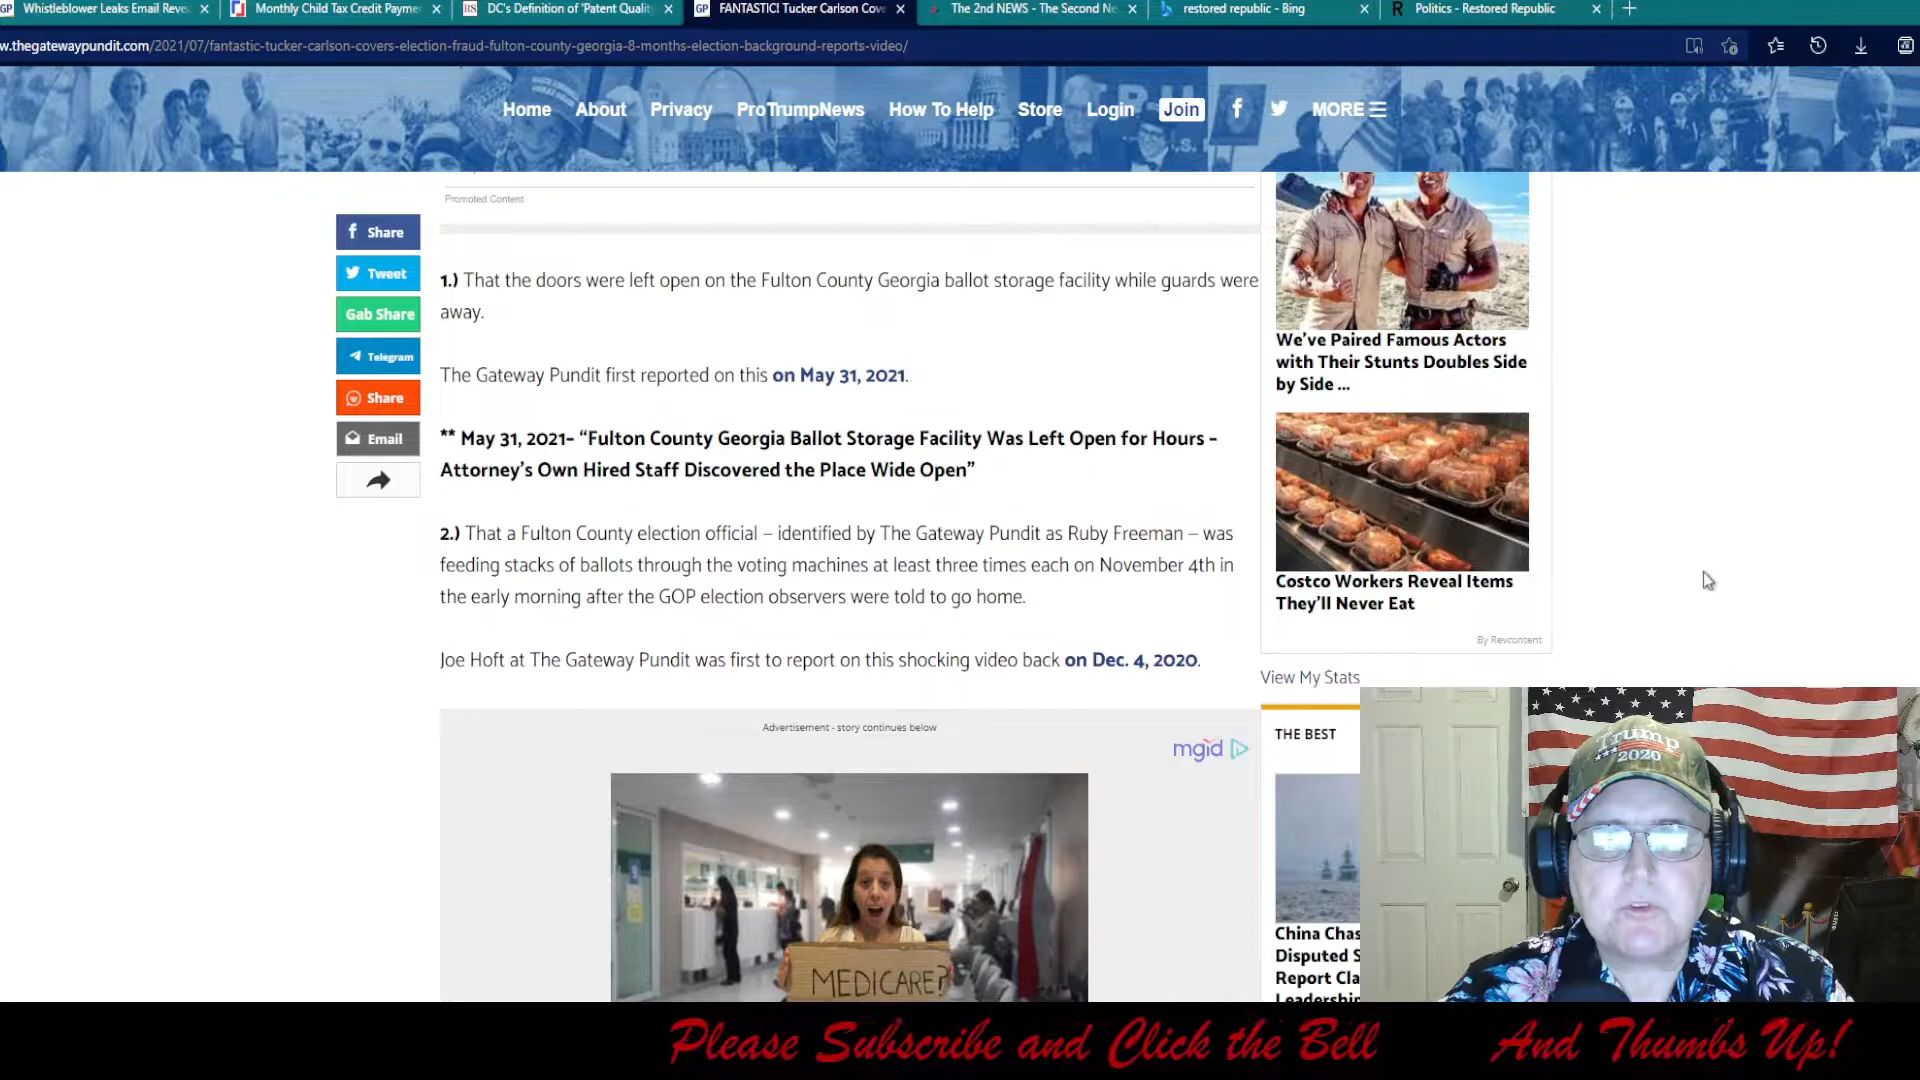 Whistleblower Leaks Email Reve
Monthly Child Tax Credit Payme
DC's Definition of 'Patent Quali
FANTASTIC! Tucker Carlson Cov
The 2nd NEWS - The Second Ne
restored republic - Bing
Politics - Restored Republic
w.thegatewaypundit.com/2021/07/fantastic-tucker-carlson-covers-election-fraud-fulton-county-georgia-8-months-election-background-reports-video/
Home About Privacy ProTrumpNews How To Help Store Login Join MORE
Promoted Content
Share
Tweet
Gab Share
Telegram
Share
Email
1.) That the doors were left open on the Fulton County Georgia ballot storage facility while guards were
away.
The Gateway Pundit first reported on this on May 31, 2021.
** May 31, 2021– “Fulton County Georgia Ballot Storage Facility Was Left Open for Hours –
Attorney’s Own Hired Staff Discovered the Place Wide Open”
2.) That a Fulton County election official – identified by The Gateway Pundit as Ruby Freeman – was
feeding stacks of ballots through the voting machines at least three times each on November 4th in
the early morning after the GOP election observers were told to go home.
Joe Hoft at The Gateway Pundit was first to report on this shocking video back on Dec. 4, 2020.
Advertisement - story continues below
mgid
MEDICARE?
We’ve Paired Famous Actors
with Their Stunts Doubles Side
by Side ...
Costco Workers Reveal Items
They’ll Never Eat
By Revcontent
View My Stats
THE BEST
China Chas
Disputed S
Report Cla
Leadership
Trump
2020
Please Subscribe and Click the Bell And Thumbs Up!